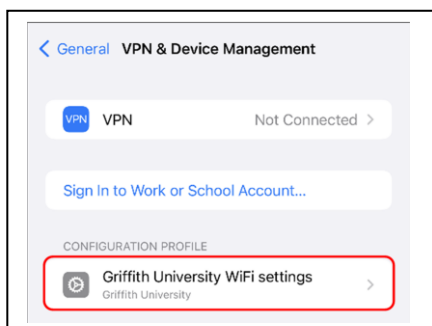 General VPN & Device Management
VPN VPN Not Connected
Sign In to Work or School Account...
CONFIGURATION PROFILE
Griffith University WiFi settings
Griffith University